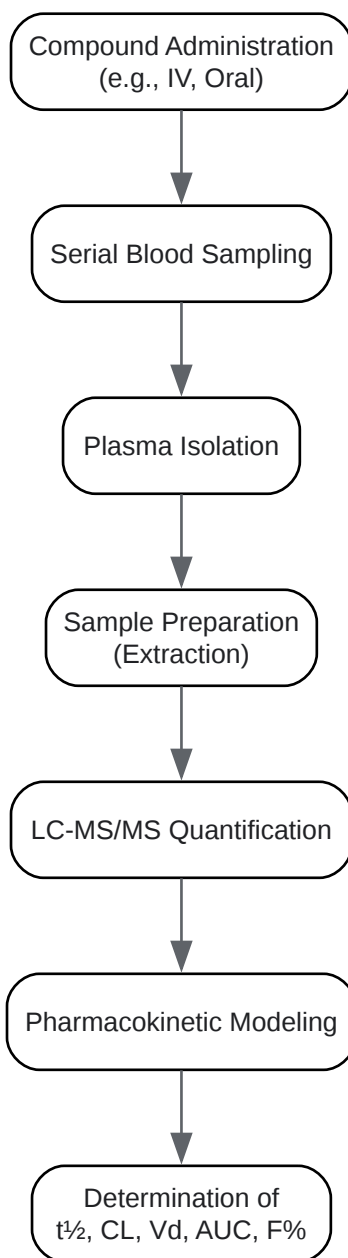 Compound Administration
(e.g., IV, Oral)
Serial Blood Sampling
Plasma Isolation
Sample Preparation
(Extraction)
LC-MS/MS Quantification
Pharmacokinetic Modeling
Determination of
t½, CL, Vd, AUC, F%